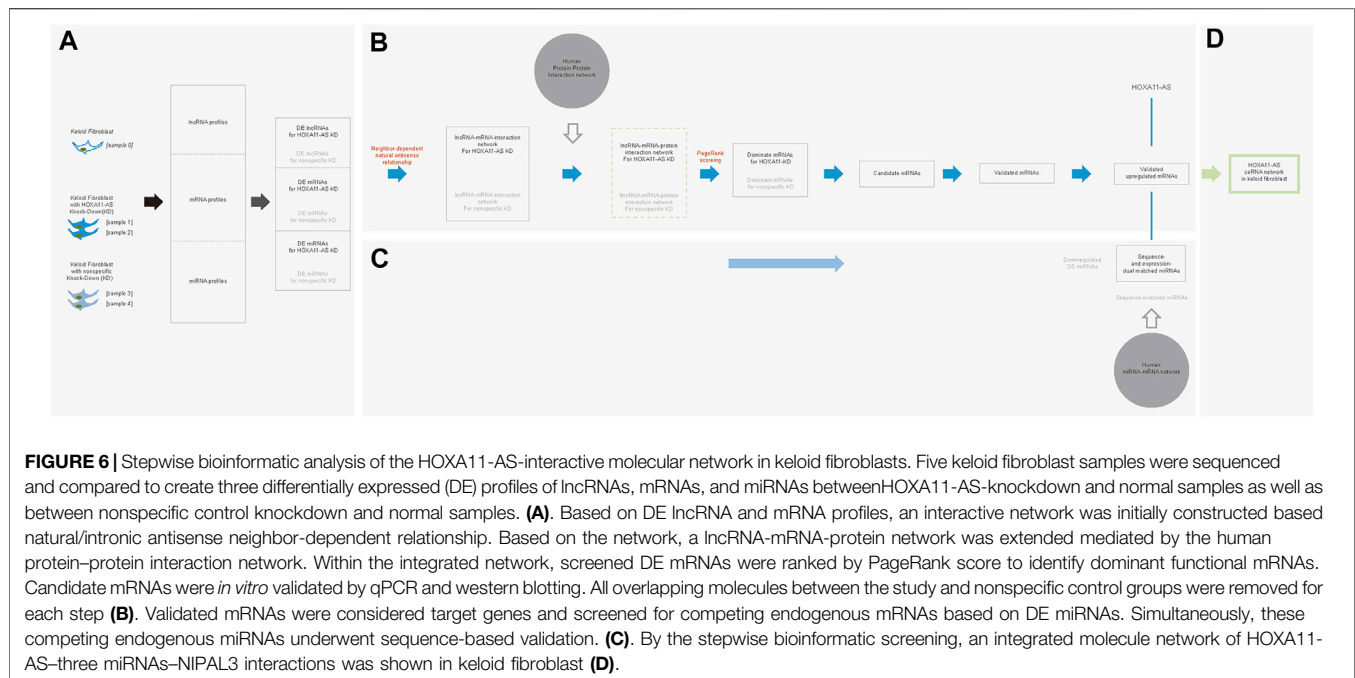 A
Keloid Fibroblast
[sample 0]
Keloid Fibroblast
with HOXA11-AS
Knock-Down(KD)
[sample 1]
[sample 2]
Keloid Fibroblast
with nonspecific
Knock-Down (KD)
[sample 3]
[sample 4]
lncRNA profiles
mRNA profiles
miRNA profiles
DE lncRNAs
for HOXA11-AS KD
DE lncRNAs
for nonspecific KD
DE mRNAs
for HOXA11-AS KD
DE mRNAs
for nonspecific KD
DE miRNAs
for HOXA11-AS KD
DE miRNAs
for nonspecific KD
B
Human
Protein-Protein
Interaction network
Neighbor-dependent
natural antisense
relationship
lncRNA-mRNA-interaction
network
For HOXA11-AS KD
lncRNA-mRNA interaction
network
For nonspecific KD
lncRNA-mRNA-protein
interaction network
For HOXA11-AS KD
lncRNA-mRNA-protein
interaction network
For nonspecific KD
PageRank
scoreing
Dominate mRNAs
for HOXA11-KD
Dominant mRNAs
for nonspecific KD
Candidate mRNAs
Validated mRNAs
HOXA11-AS
Validated
upregulated mRNAs
C
Downregulated
DE miRNAs
Sequence-
and expression-
dual matched miRNAs
Sequence-matched miRNAs
Human
miRNA-mRNA network
D
HOXA11-AS
ceRNA network
in keloid fibroblast
FIGURE 6 | Stepwise bioinformatic analysis of the HOXA11-AS-interactive molecular network in keloid fibroblasts. Five keloid fibroblast samples were sequenced
and compared to create three differentially expressed (DE) profiles of lncRNAs, mRNAs, and miRNAs betweenHOXA11-AS-knockdown and normal samples as well as
between nonspecific control knockdown and normal samples. (A). Based on DE lncRNA and mRNA profiles, an interactive network was initially constructed based
natural/intronic antisense neighbor-dependent relationship. Based on the network, a lncRNA-mRNA-protein network was extended mediated by the human
protein–protein interaction network. Within the integrated network, screened DE mRNAs were ranked by PageRank score to identify dominant functional mRNAs.
Candidate mRNAs were in vitro validated by qPCR and western blotting. All overlapping molecules between the study and nonspecific control groups were removed for
each step (B). Validated mRNAs were considered target genes and screened for competing endogenous mRNAs based on DE miRNAs. Simultaneously, these
competing endogenous miRNAs underwent sequence-based validation. (C). By the stepwise bioinformatic screening, an integrated molecule network of HOXA11-
AS–three miRNAs–NIPAL3 interactions was shown in keloid fibroblast (D).